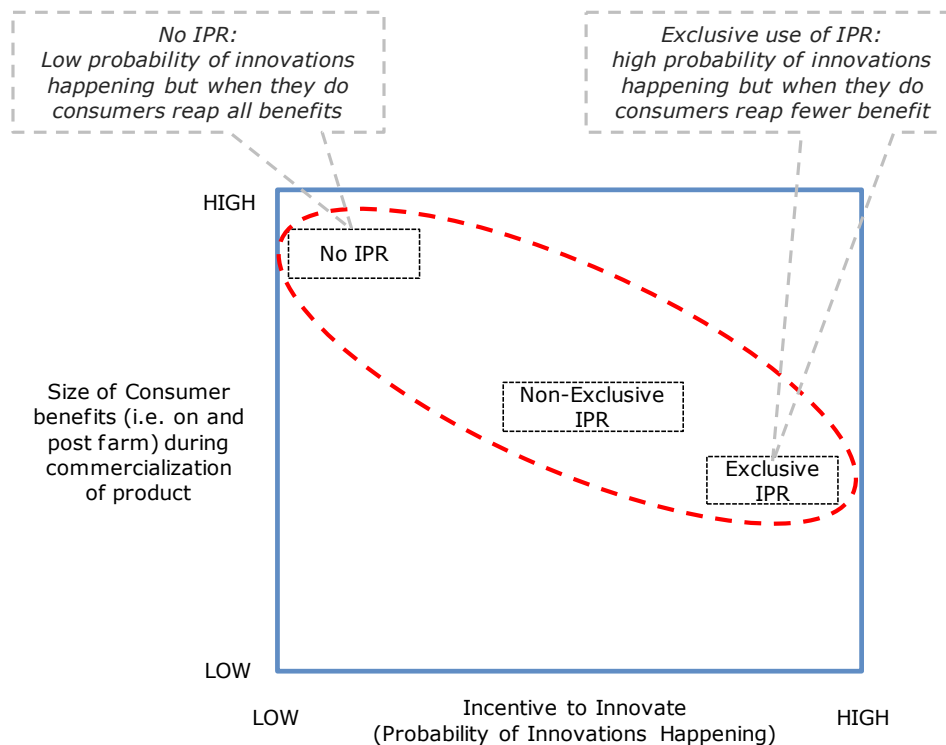 No IPR:
Low probability of innovations
happening but when they do
consumers reap all benefits
Exclusive use of IPR:
high probability of innovations
happening but when they do
consumers reap fewer benefit
HIGH
No IPR
Non-Exclusive
IPR
Size of Consumer
benefits (i.e. on and
post farm) during
commercialization
of product
Exclusive
IPR
LOW
LOW
Incentive to Innovate
(Probability of Innovations Happening)
HIGH